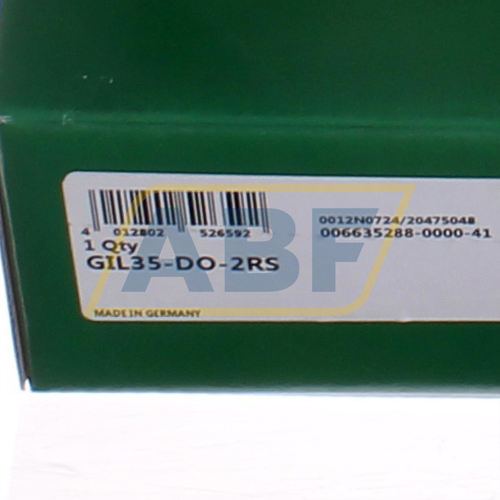 4 012802 526592
0012N0724/20475048
006635288-0000-41
1 Qty
GIL35-DO-2RS
MADE IN GERMANY
ABF